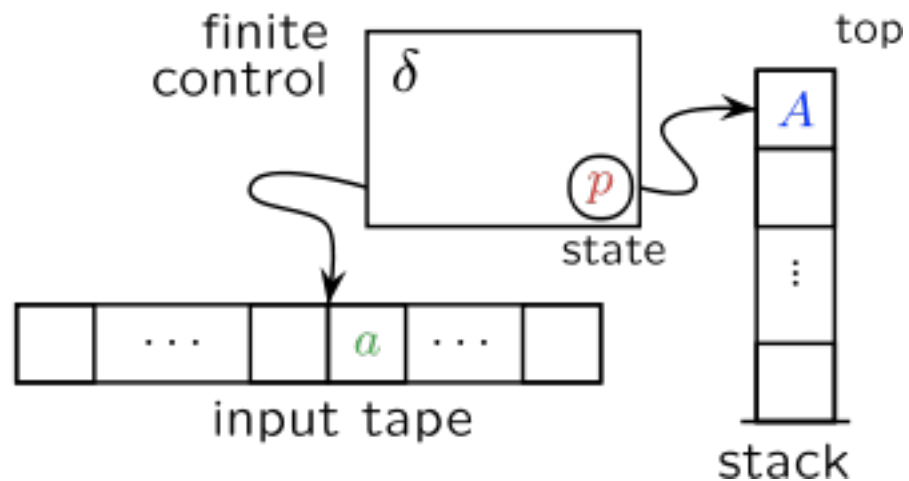 finite
control
δ
top
A
p
state
· · ·
a
· · ·
⋮
input tape
stack